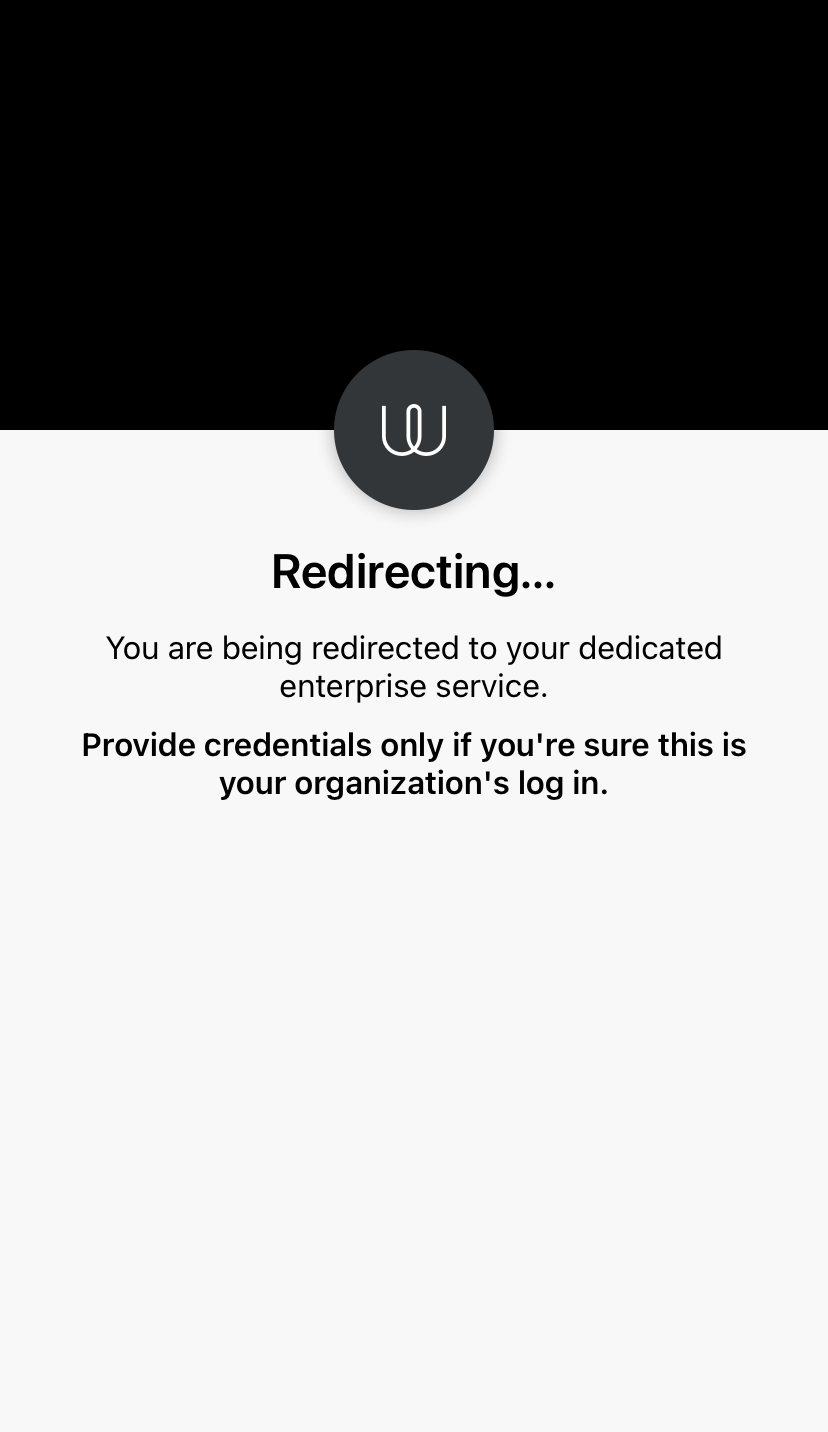 Redirecting...
You are being redirected to your dedicated
enterprise service.
Provide credentials only if you're sure this is
your organization's log in.